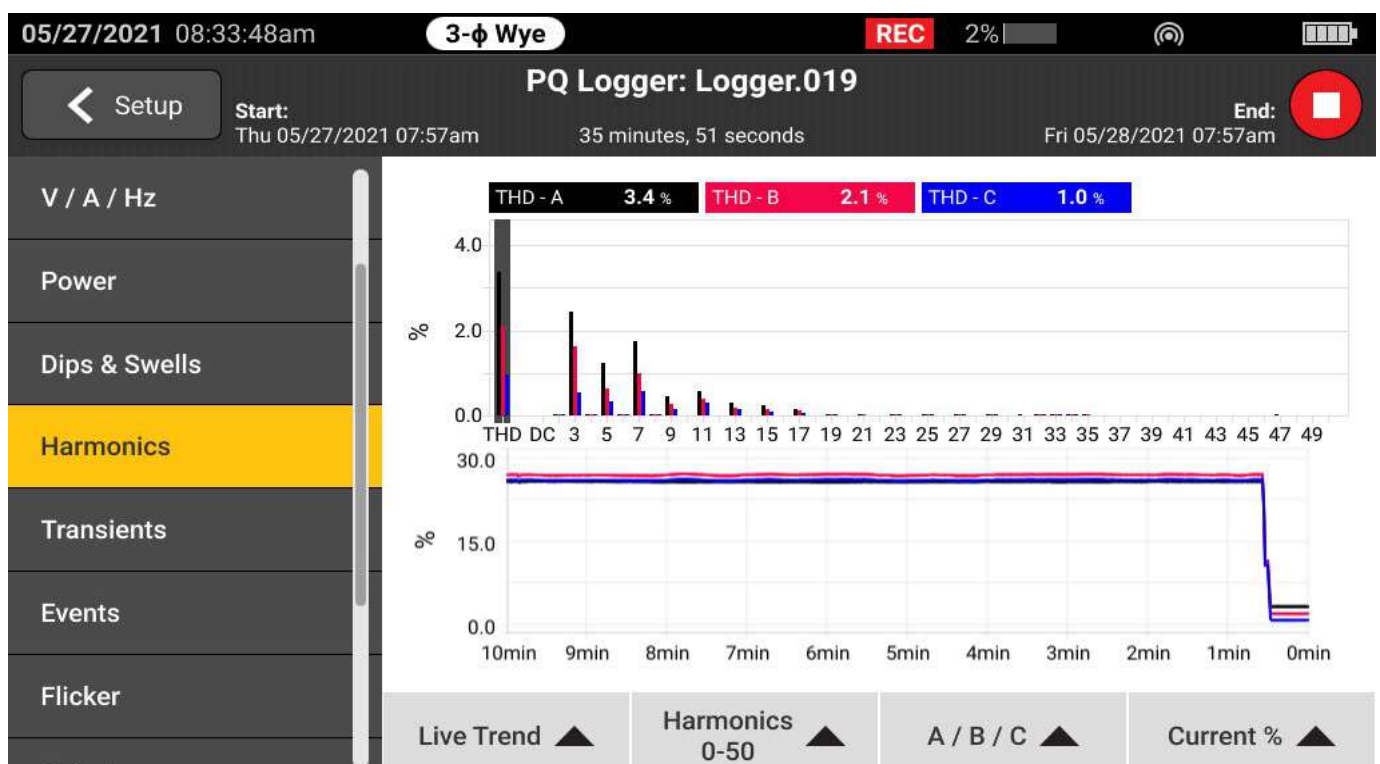 05/27/2021 08:33:48am 3-ϕ Wye REC 2%
Setup
PQ Logger: Logger.019
Start:
Thu 05/27/2021 07:57am
35 minutes, 51 seconds
End:
Fri 05/28/2021 07:57am
V / A / Hz
Power
Dips & Swells
Harmonics
Transients
Events
Flicker
THD - A 3.4 % THD - B 2.1 % THD - C 1.0 %
4.0
%
2.0
0.0
THD DC 3 5 7 9 11 13 15 17 19 21 23 25 27 29 31 33 35 37 39 41 43 45 47 49
30.0
%
15.0
0.0
10min 9min 8min 7min 6min 5min 4min 3min 2min 1min 0min
Live Trend
Harmonics
0-50
A / B / C
Current %